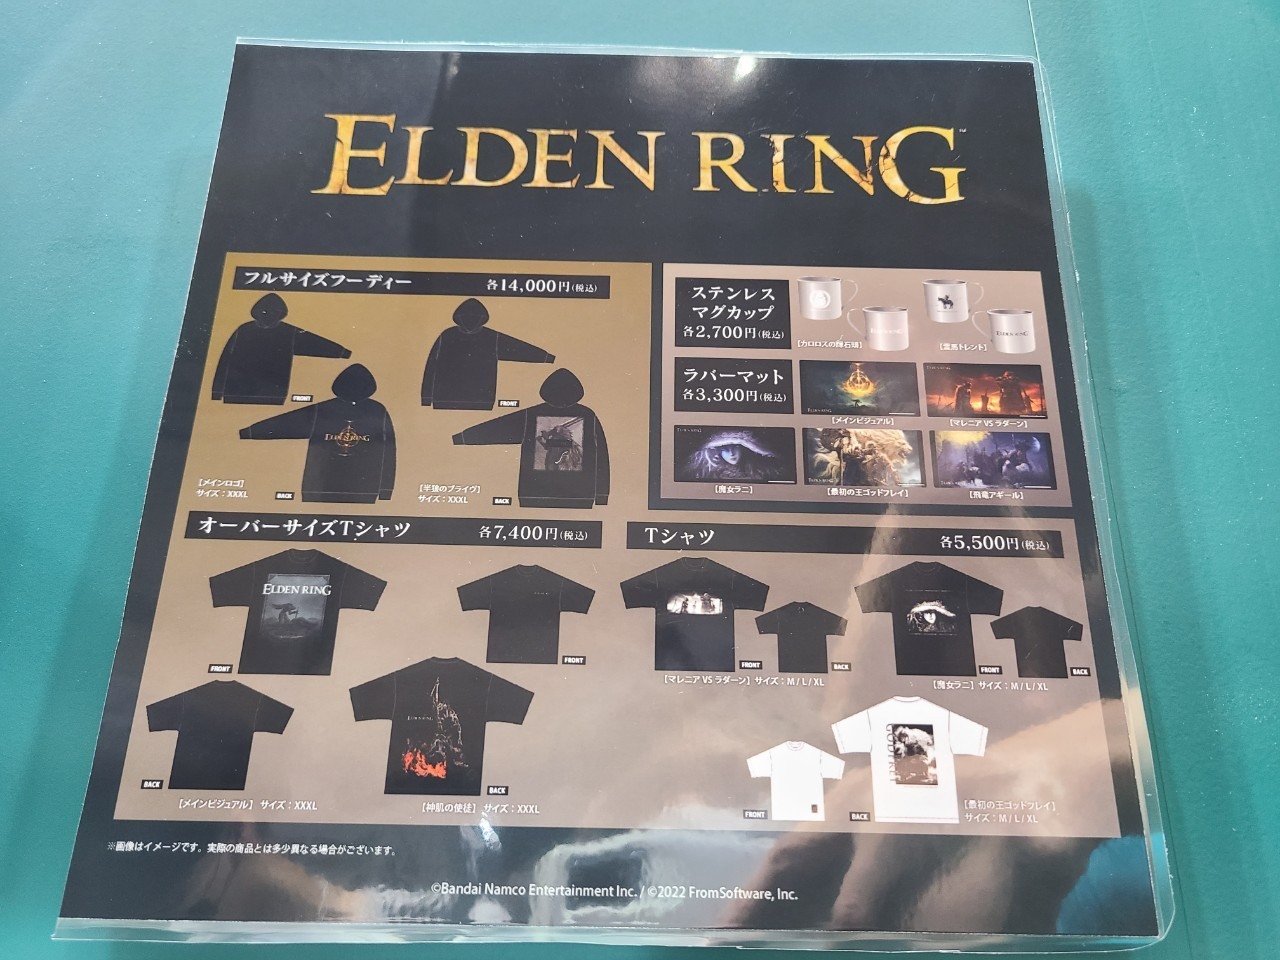 ELDEN RING™
フルサイズフーディー 各14,000円(税込)
FRONT
FRONT
ELDEN RING
BACK
BACK
【メインロゴ】
サイズ：XXXL
【半狼のブライヴ】
サイズ：XXXL
ステンレス
マグカップ
各2,700円(税込)
ELDEN RING
ELDEN RING
【カロロスの輝石頭】
【霊馬トレント】
ラバーマット
各3,300円(税込)
【メインビジュアル】
【マレニア VS ラダーン】
【魔女ラニ】
【最初の王ゴッドフレイ】
【飛竜アギール】
オーバーサイズTシャツ 各7,400円(税込)
ELDEN RING
FRONT
FRONT
BACK
ELDEN RING
BACK
【メインビジュアル】 サイズ：XXXL
【神肌の使徒】 サイズ：XXXL
Tシャツ 各5,500円(税込)
FRONT
BACK
FRONT
BACK
【マレニア VS ラダーン】 サイズ：M / L / XL
【魔女ラニ】 サイズ：M / L / XL
GODFREY
FRONT
BACK
【最初の王ゴッドフレイ】
サイズ：M / L / XL
※画像はイメージです。実際の商品とは多少異なる場合がございます。
©Bandai Namco Entertainment Inc. / ©2022 FromSoftware, Inc.